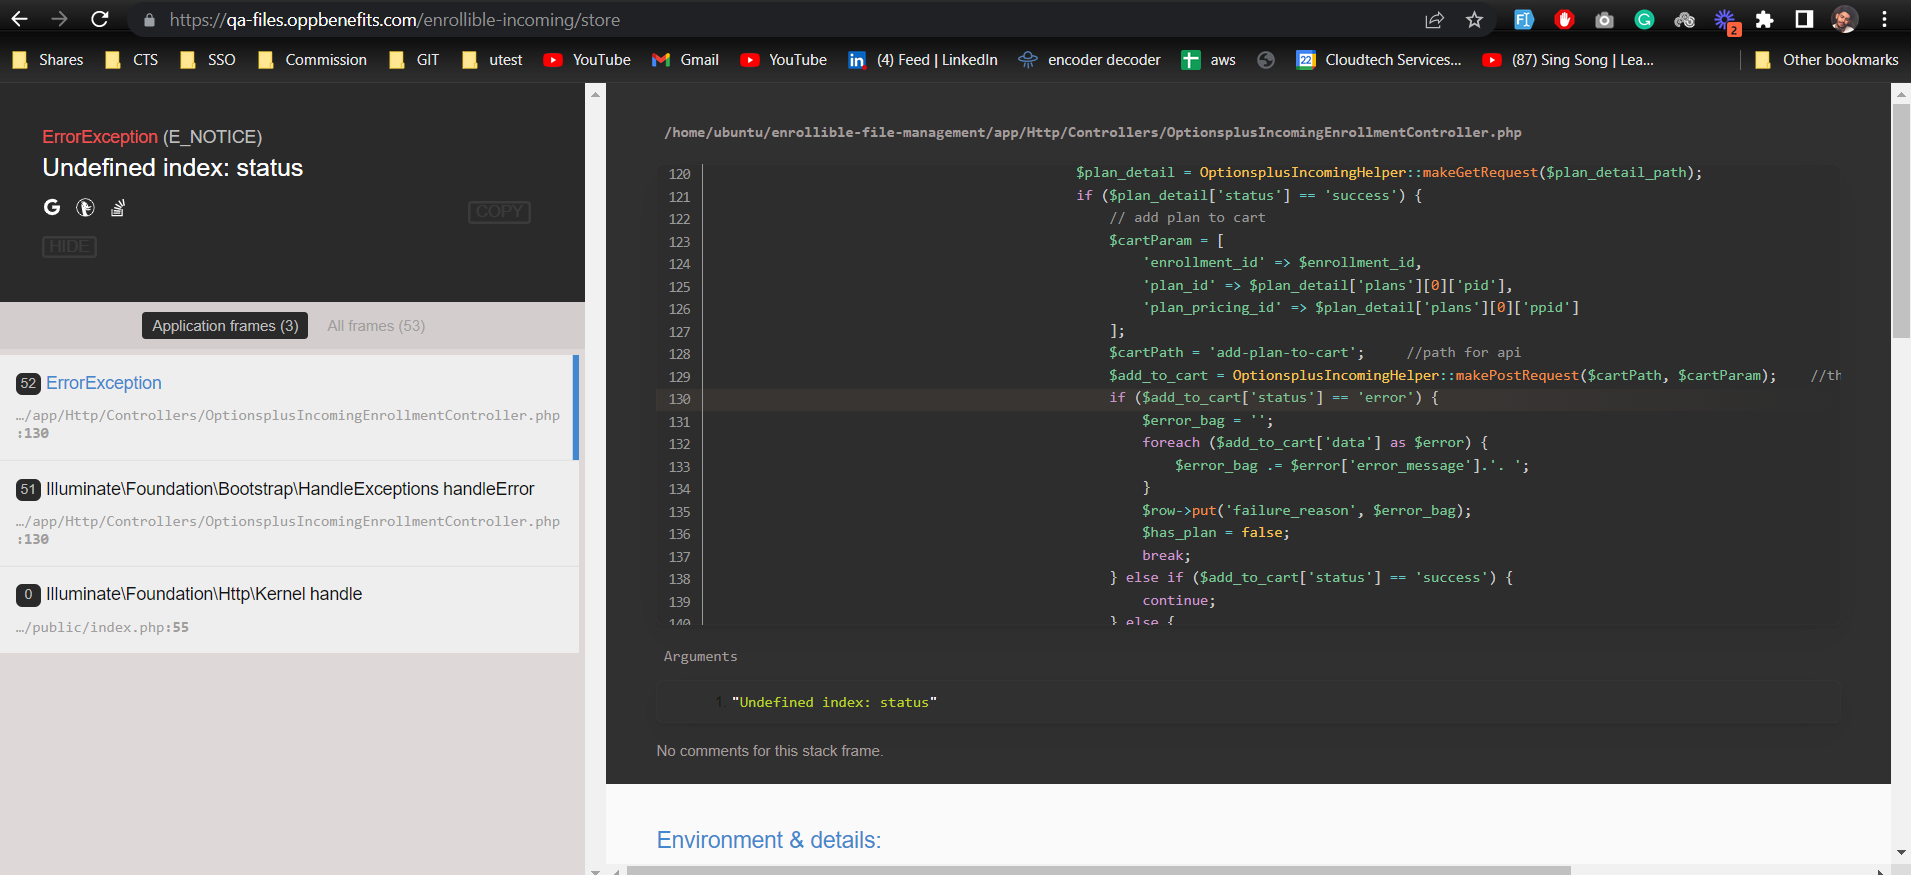 https://qa-files.oppbenefits.com/enrollible-incoming/store
2
Shares CTS SSO Commission GIT utest YouTube Gmail YouTube (4) Feed | LinkedIn encoder decoder aws 22 Cloudtech Services... (87) Sing Song | Lea... Other bookmarks
ErrorException (E_NOTICE)
Undefined index: status
COPY
HIDE
Application frames (3) All frames (53)
52 ErrorException
…/app/Http/Controllers/OptionsplusIncomingEnrollmentController.php
:130
51 Illuminate\Foundation\Bootstrap\HandleExceptions handleError
…/app/Http/Controllers/OptionsplusIncomingEnrollmentController.php
:130
0 Illuminate\Foundation\Http\Kernel handle
…/public/index.php:55
/home/ubuntu/enrollible-file-management/app/Http/Controllers/OptionsplusIncomingEnrollmentController.php
120 $plan_detail = OptionsplusIncomingHelper::makeGetRequest($plan_detail_path);
121 if ($plan_detail['status'] == 'success') {
122 // add plan to cart
123 $cartParam = [
124 'enrollment_id' => $enrollment_id,
125 'plan_id' => $plan_detail['plans'][0]['pid'],
126 'plan_pricing_id' => $plan_detail['plans'][0]['ppid']
127 ];
128 $cartPath = 'add-plan-to-cart'; //path for api
129 $add_to_cart = OptionsplusIncomingHelper::makePostRequest($cartPath, $cartParam); //th
130 if ($add_to_cart['status'] == 'error') {
131 $error_bag = '';
132 foreach ($add_to_cart['data'] as $error) {
133 $error_bag .= $error['error_message'].'. ';
134 }
135 $row->put('failure_reason', $error_bag);
136 $has_plan = false;
137 break;
138 } else if ($add_to_cart['status'] == 'success') {
139 continue;
140 } else {
Arguments
1 "Undefined index: status"
No comments for this stack frame.
Environment & details: